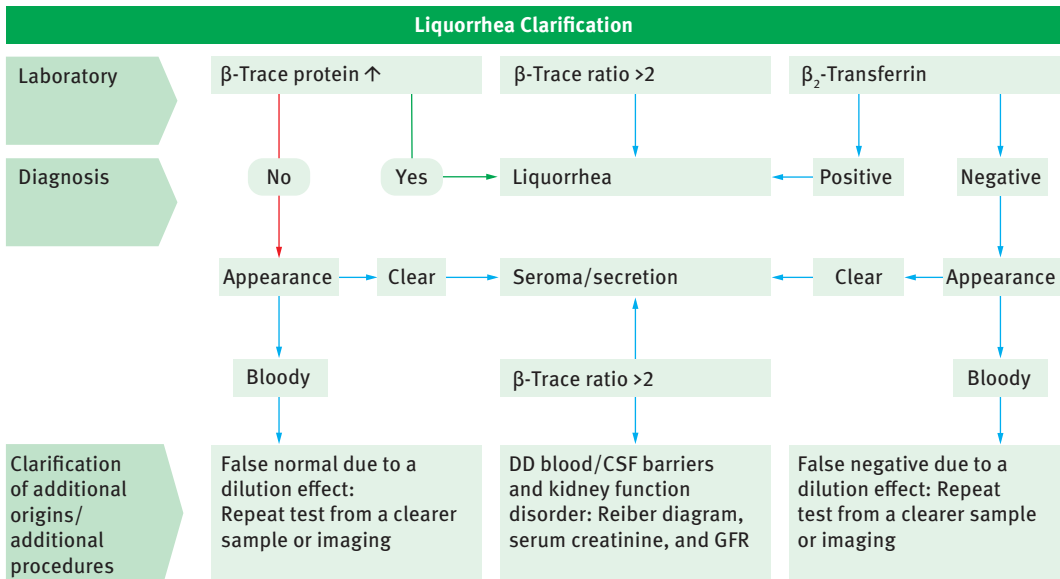 Liquorrhea Clarification
Laboratory
β-Trace protein ↑
β-Trace ratio >2
β₂-Transferrin
Diagnosis
No
Yes
Liquorrhea
Positive
Negative
Appearance
Clear
Seroma/secretion
Clear
Appearance
Bloody
β-Trace ratio >2
Bloody
Clarification
of additional
origins/
additional
procedures
False normal due to a
dilution effect:
Repeat test from a clearer
sample or imaging
DD blood/CSF barriers
and kidney function
disorder: Reiber diagram,
serum creatinine, and GFR
False negative due to a
dilution effect: Repeat
test from a clearer sample
or imaging